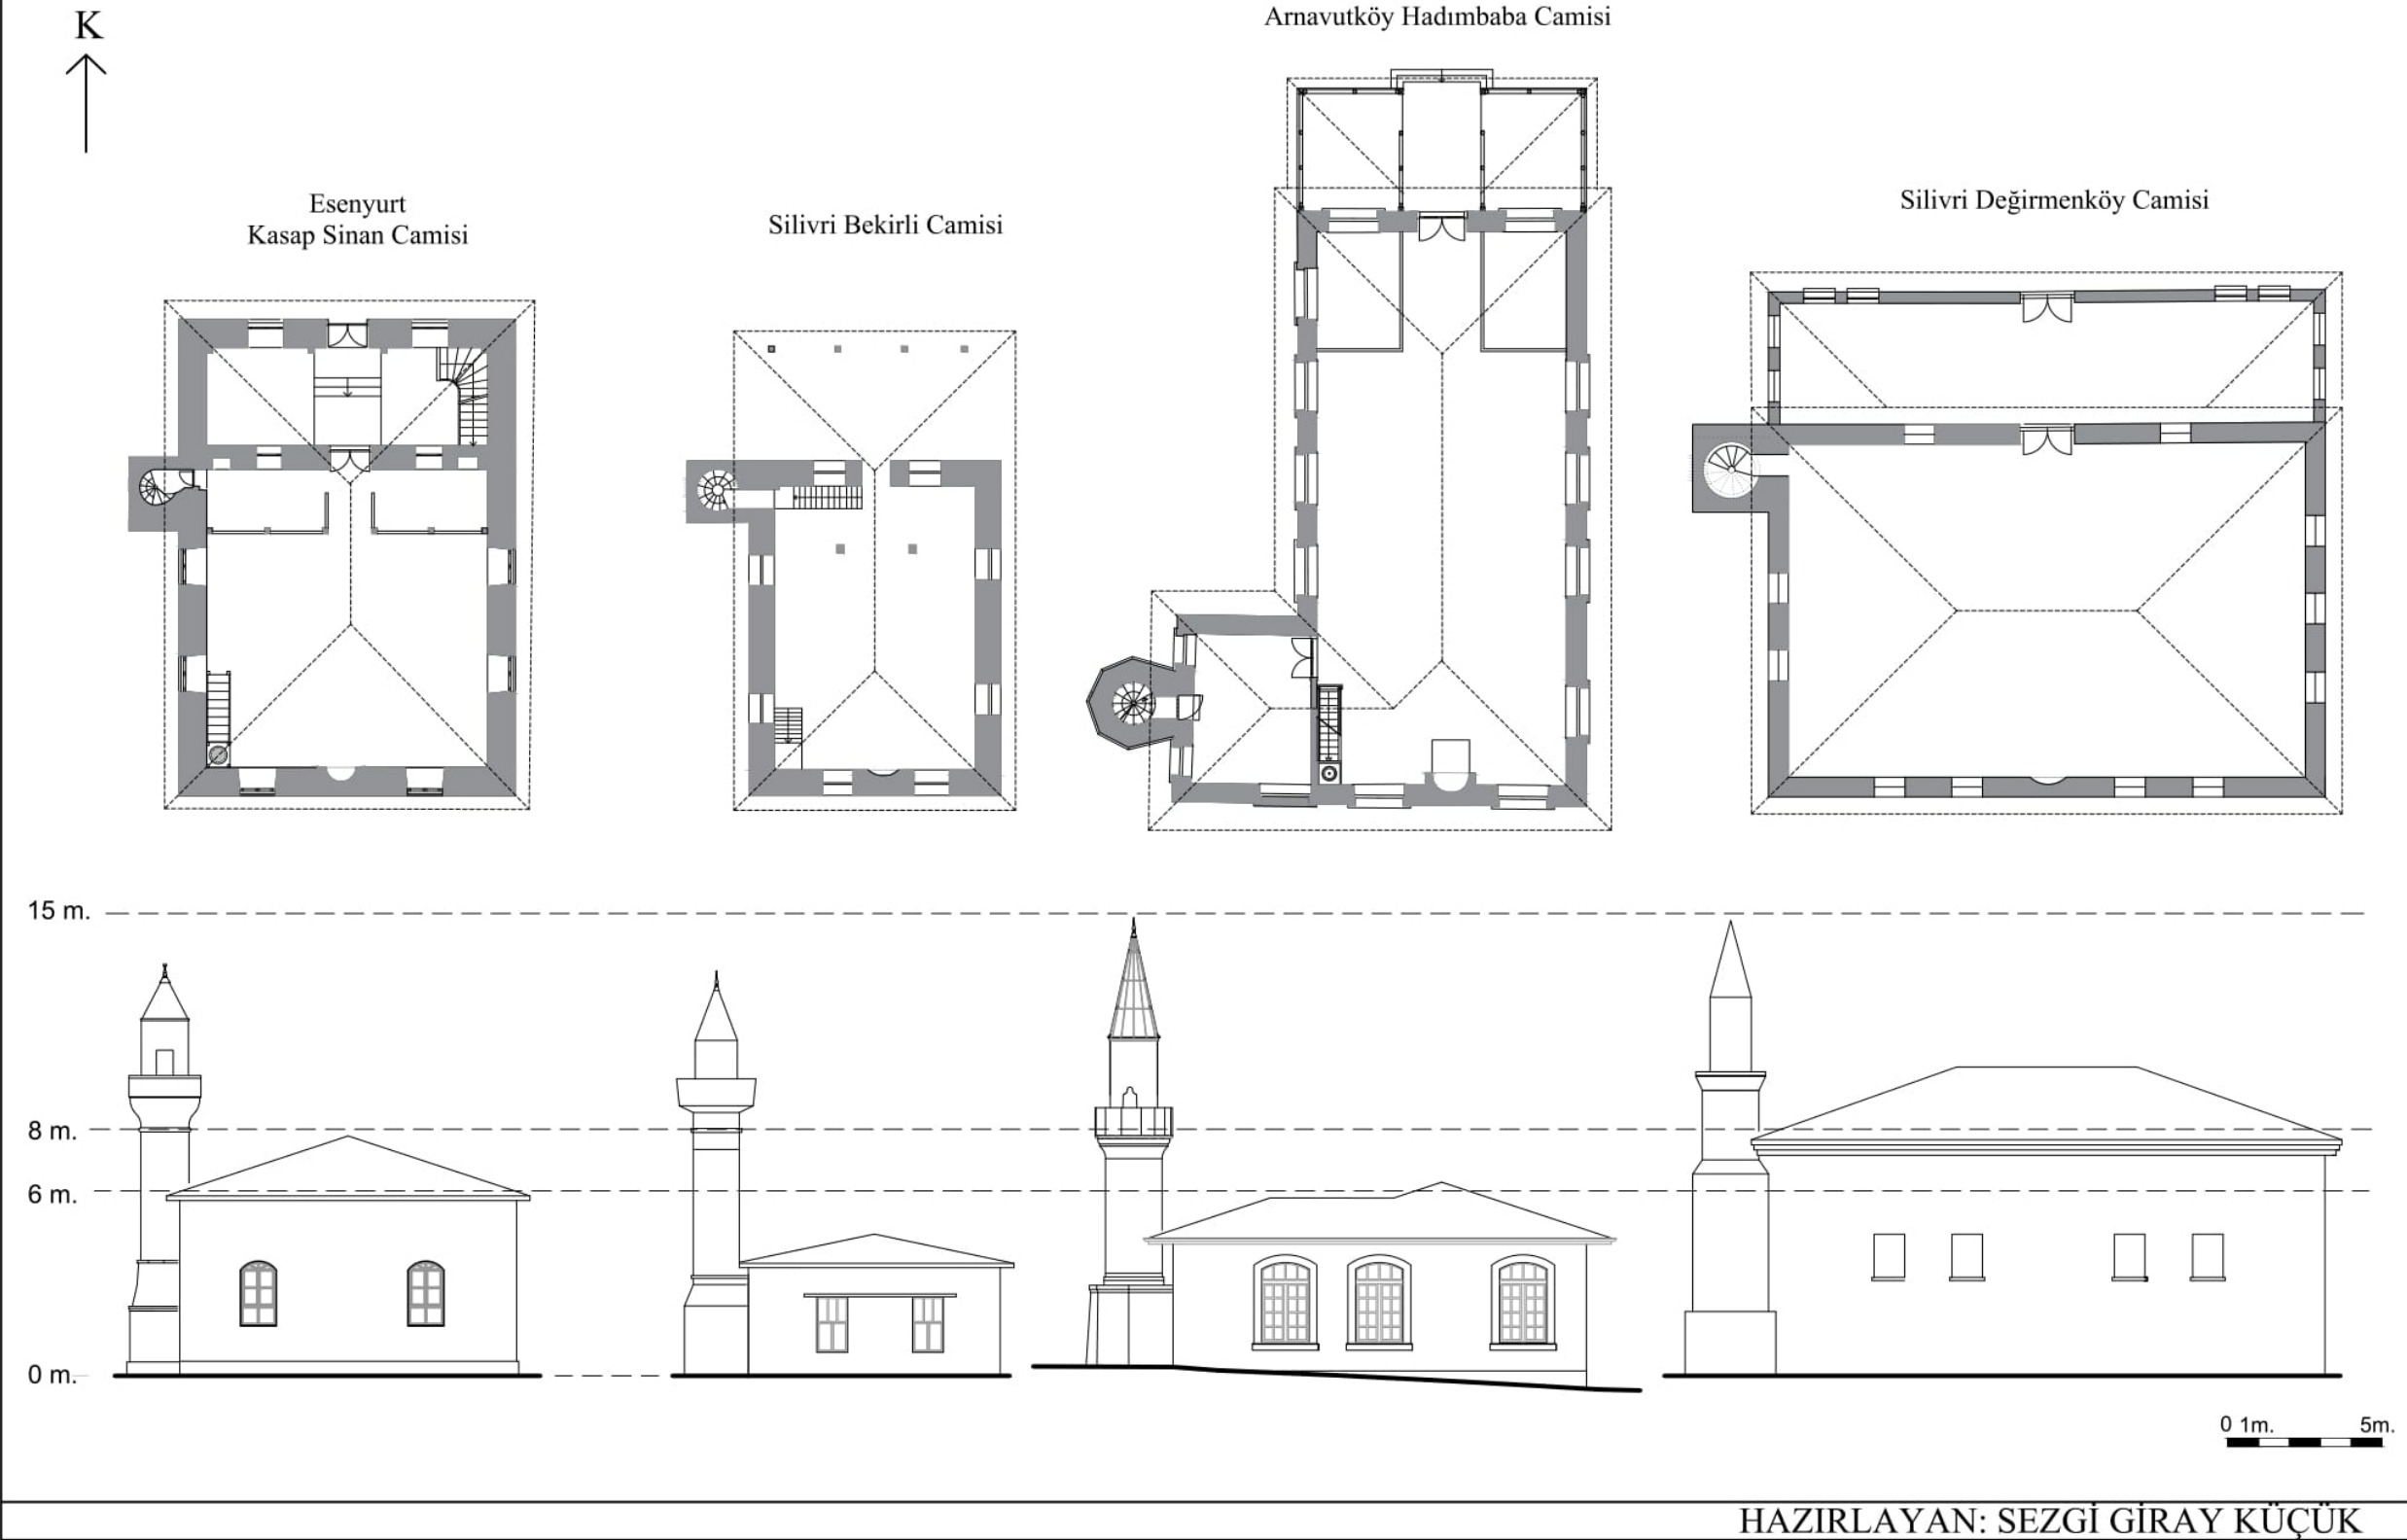 K
Arnavutköy Hadımbaba Camisi
Esenyurt
Kasap Sinan Camisi
Silivri Bekirli Camisi
Silivri Değirmenköy Camisi
15 m.
8 m.
6 m.
0 m.
0 1m. 5m.
HAZIRLAYAN: SEZGİ GİRAY KÜÇÜK